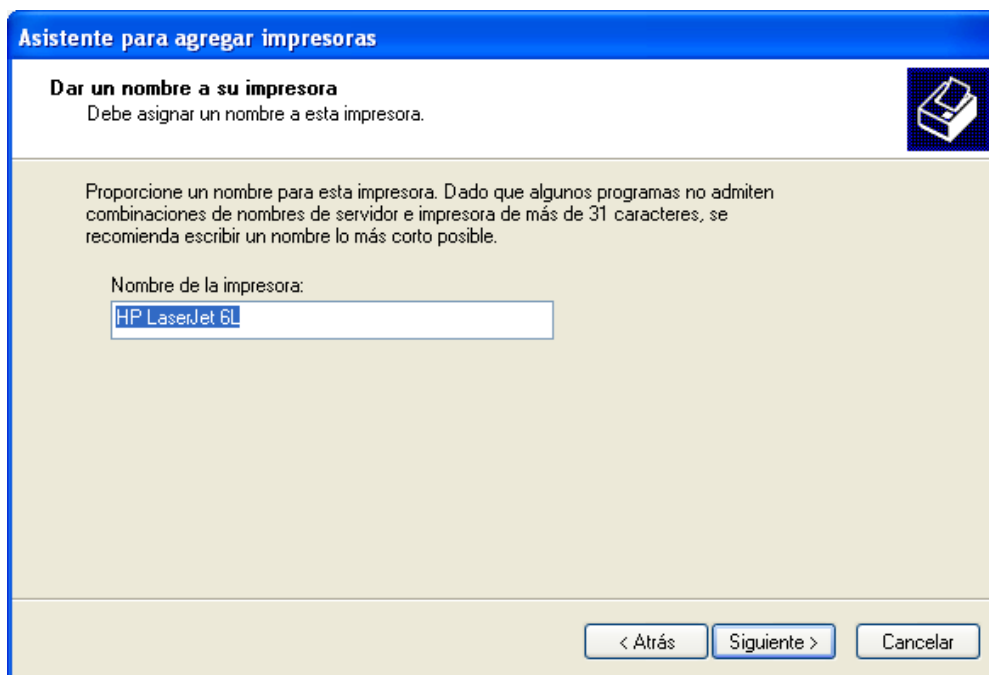 Asistente para agregar impresoras
Dar un nombre a su impresora
Debe asignar un nombre a esta impresora.
Proporcione un nombre para esta impresora. Dado que algunos programas no admiten
combinaciones de nombres de servidor e impresora de más de 31 caracteres, se
recomienda escribir un nombre lo más corto posible.
Nombre de la impresora:
HP LaserJet 6L
< Atrás
Siguiente >
Cancelar